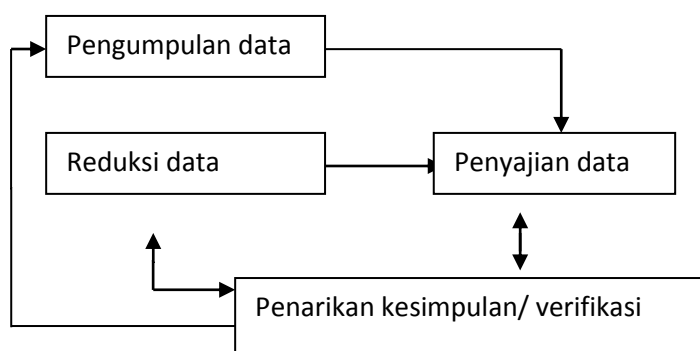 Pengumpulan data
Reduksi data
Penyajian data
Penarikan kesimpulan/ verifikasi